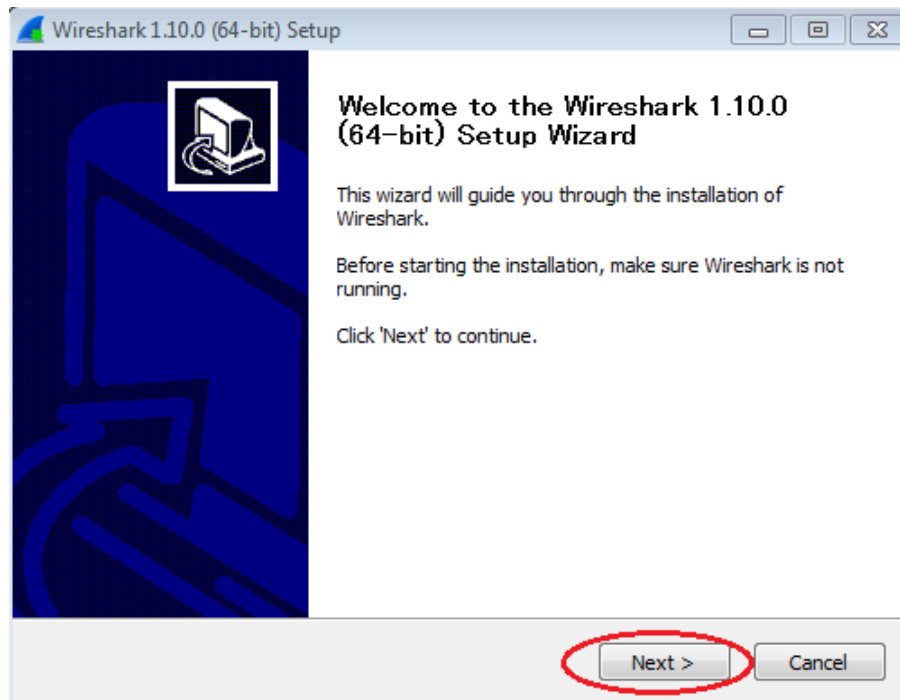 Wireshark 1.10.0 (64-bit) Setup
Welcome to the Wireshark 1.10.0
(64-bit) Setup Wizard
This wizard will guide you through the installation of
Wireshark.
Before starting the installation, make sure Wireshark is not
running.
Click 'Next' to continue.
Next >
Cancel